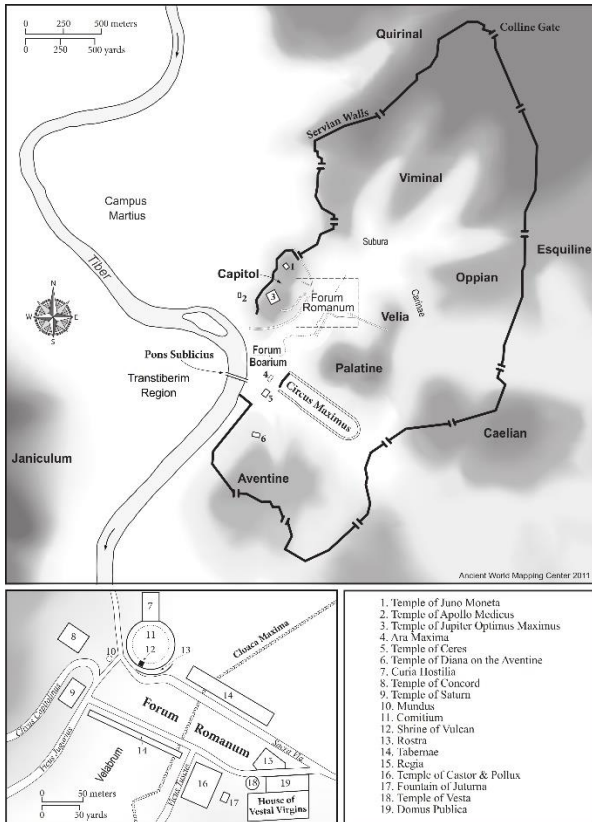 0 250 500 meters
0 250 500 yards
Quirinal
Colline Gate
Servian Walls
Viminal
Campus
Martius
Subura
Esquiline
Tiber
Capitol
1
Oppian
2
3
Forum
Romanum
Carinae
Velia
N
W E
S
Forum
Boarium
Pons Sublicius
Palatine
4
Transtiberim
Region
5
Circus Maximus
6
Caelian
Janiculum
Aventine
Ancient World Mapping Center 2011
7
8
11
12
10
13
Cloaca Maxima
14
9
Clivus Capitolinus
Forum
Romanum
Sacra Via
Vicus Jugarius
14
Velabrum
13
16
Vicus Tuscus
17
18
19
House of
Vestal Virgins
0 50 meters
0 50 yards
1. Temple of Juno Moneta
2. Temple of Apollo Medicus
3. Temple of Jupiter Optimus Maximus
4. Ara Maxima
5. Temple of Ceres
6. Temple of Diana on the Aventine
7. Curia Hostilia
8. Temple of Concord
9. Temple of Saturn
10. Mundus
11. Comitium
12. Shrine of Vulcan
13. Rostra
14. Tabernae
15. Regia
16. Temple of Castor & Pollux
17. Fountain of Juturna
18. Temple of Vesta
19. Domus Publica